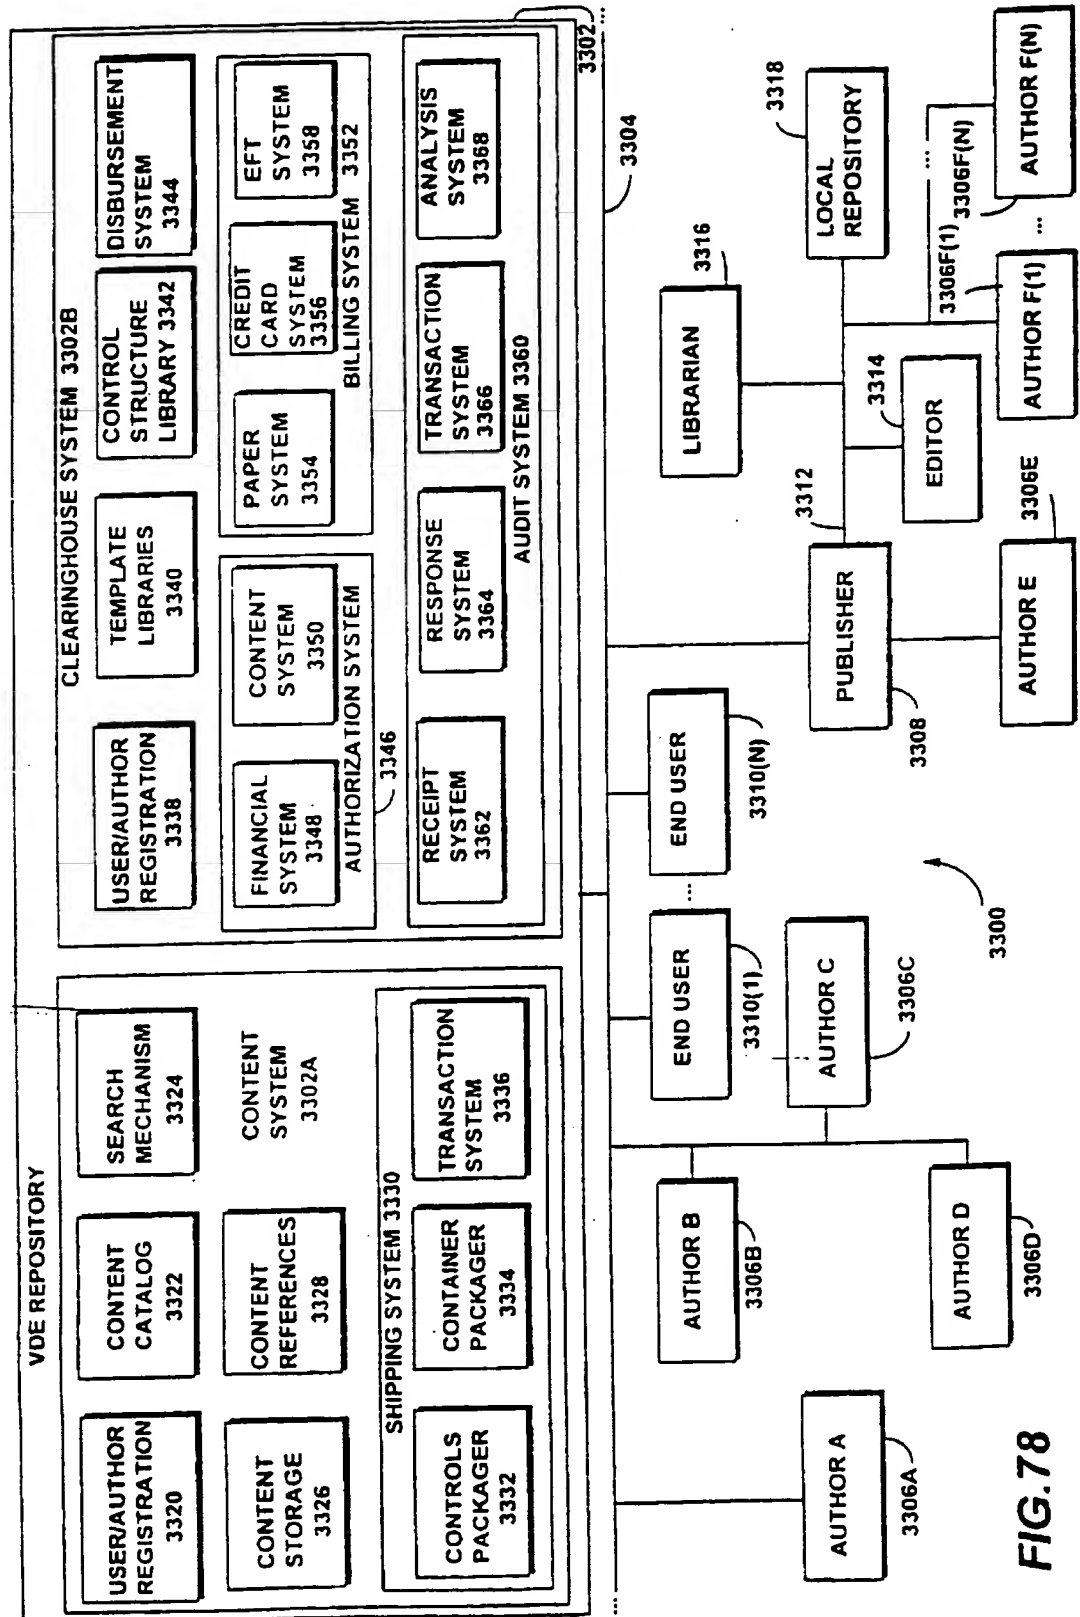 VDE REPOSITORY
USER/AUTHOR
REGISTRATION
3320
CONTENT
CATALOG
3322
SEARCH
MECHANISM
3324
CONTENT
STORAGE
3326
CONTENT
REFERENCES
3328
CONTENT
SYSTEM
3302A
SHIPPING SYSTEM 3330
CONTROLS
PACKAGER
3332
CONTAINER
PACKAGER
3334
TRANSACTION
SYSTEM
3336
CLEARINGHOUSE SYSTEM 3302B
USER/AUTHOR
REGISTRATION
3338
TEMPLATE
LIBRARIES
3340
CONTROL
STRUCTURE
LIBRARY 3342
DISBURSEMENT
SYSTEM
3344
FINANCIAL
SYSTEM
3348
CONTENT
SYSTEM
3350
AUTHORIZATION SYSTEM
3346
PAPER
SYSTEM
3354
CREDIT
CARD
SYSTEM
3356
EFT
SYSTEM
3358
BILLING SYSTEM 3352
RECEIPT
SYSTEM
3362
RESPONSE
SYSTEM
3364
TRANSACTION
SYSTEM
3366
ANALYSIS
SYSTEM
3368
AUDIT SYSTEM 3360
3302
...
...
3304
AUTHOR A
3306A
AUTHOR B
3306B
AUTHOR C
3306C
AUTHOR D
3306D
END USER
3310(1)
...
END USER
3310(N)
PUBLISHER
3308
3312
AUTHOR E
3306E
EDITOR
3314
LIBRARIAN
3316
LOCAL
REPOSITORY
3318
AUTHOR F(1)
3306F(1)
...
...
AUTHOR F(N)
3306F(N)
3300
FIG.78